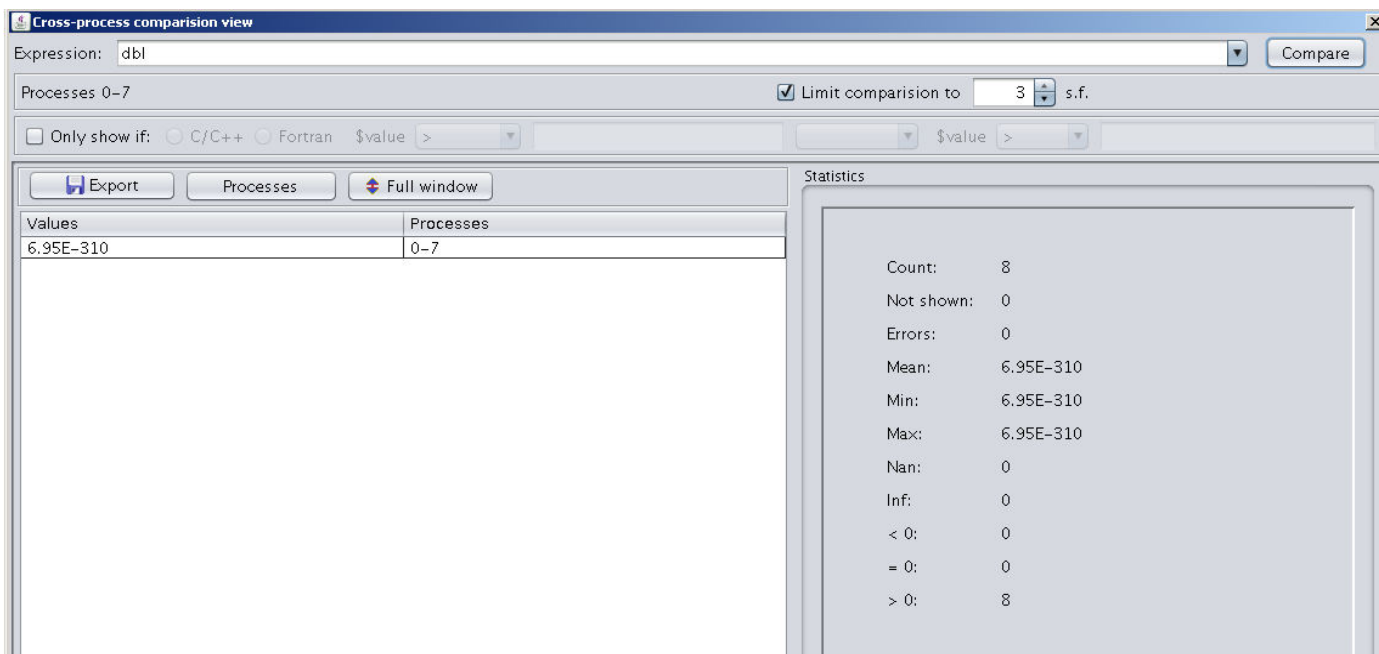 Cross-process comparision view
Expression: dbl Compare
Processes 0–7 Limit comparision to 3 s.f.
Only show if: C/C++ Fortran $value > $value >
Export Processes Full window Statistics
Values Processes
6.95E–310 0–7
Count: 8
Not shown: 0
Errors: 0
Mean: 6.95E–310
Min: 6.95E–310
Max: 6.95E–310
Nan: 0
Inf: 0
< 0: 0
= 0: 0
> 0: 8